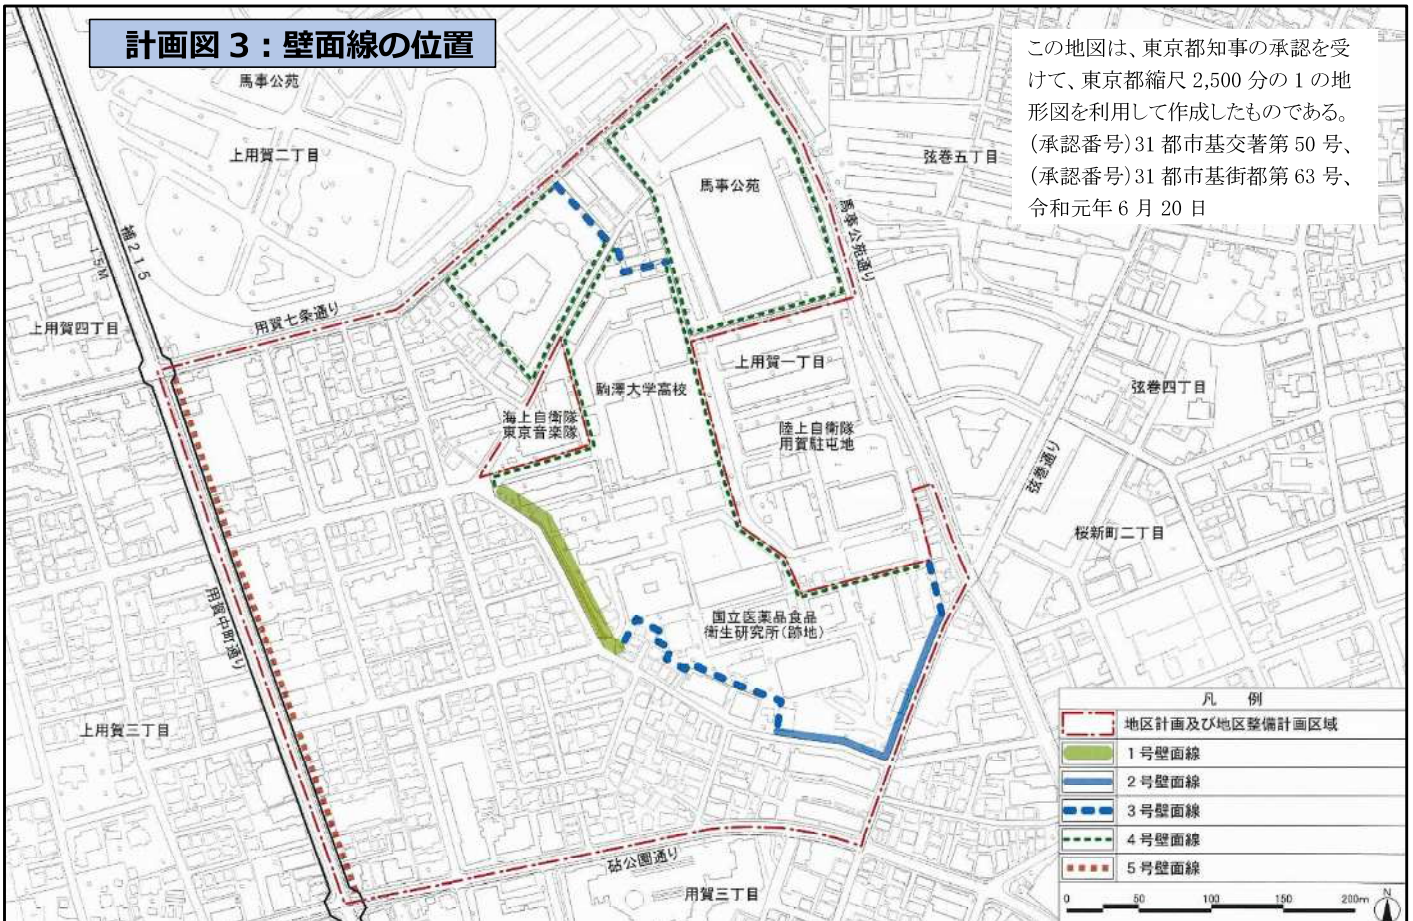 計画図3：壁面線の位置
この地図は、東京都知事の承認を受
けて、東京都縮尺 2,500 分の 1 の地
形図を利用して作成したものである。
(承認番号)31 都市基交著第 50 号、
(承認番号)31 都市基街都第 63 号、
令和元年 6 月 20 日
馬事公苑
上用賀二丁目
弦巻五丁目
馬事公苑
馬事公苑通り
補215
15M
用賀七条通り
上用賀四丁目
上用賀一丁目
駒澤大学高校
弦巻四丁目
海上自衛隊
東京音楽隊
陸上自衛隊
用賀駐屯地
弦巻通り
桜新町二丁目
国立医薬品食品
衛生研究所(跡地)
用賀中町通り
上用賀三丁目
砧公園通り
用賀三丁目
凡 例
地区計画及び地区整備計画区域
1号壁面線
2号壁面線
3号壁面線
4号壁面線
5号壁面線
0 50 100 150 200m
N